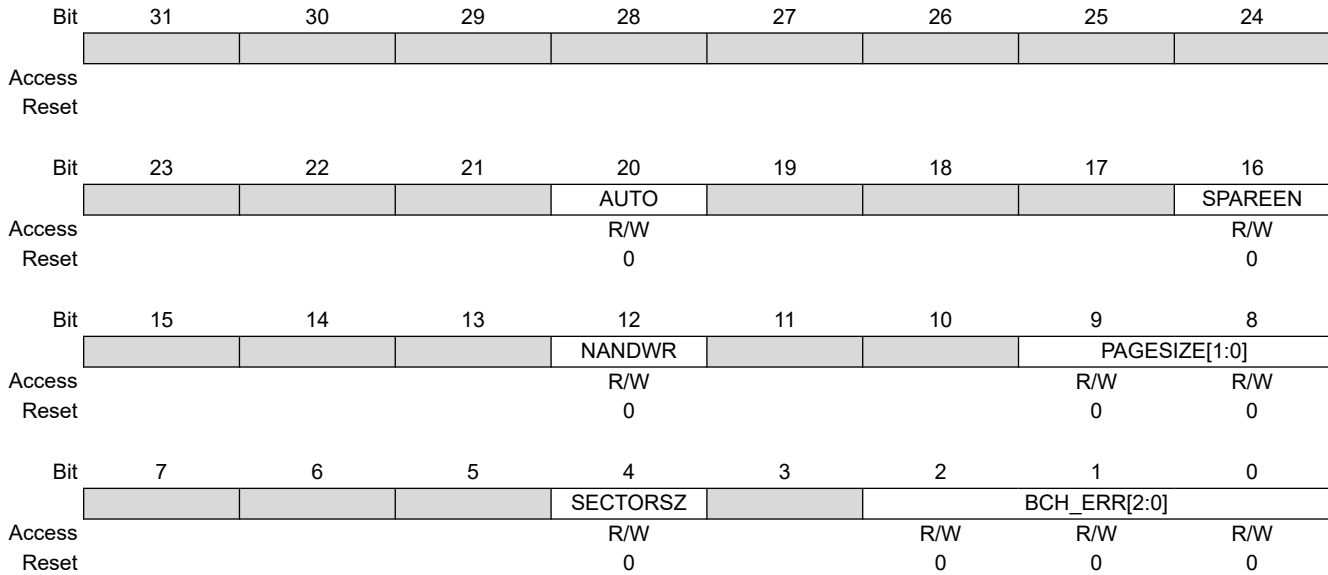 Bit 31 30 29 28 27 26 25 24
Access
Reset
Bit 23 22 21 20 19 18 17 16
AUTO SPAREEN
Access R/W R/W
Reset 0 0
Bit 15 14 13 12 11 10 9 8
NANDWR PAGESIZE[1:0]
Access R/W R/W R/W
Reset 0 0 0
Bit 7 6 5 4 3 2 1 0
SECTORSZ BCH_ERR[2:0]
Access R/W R/W R/W R/W
Reset 0 0 0 0